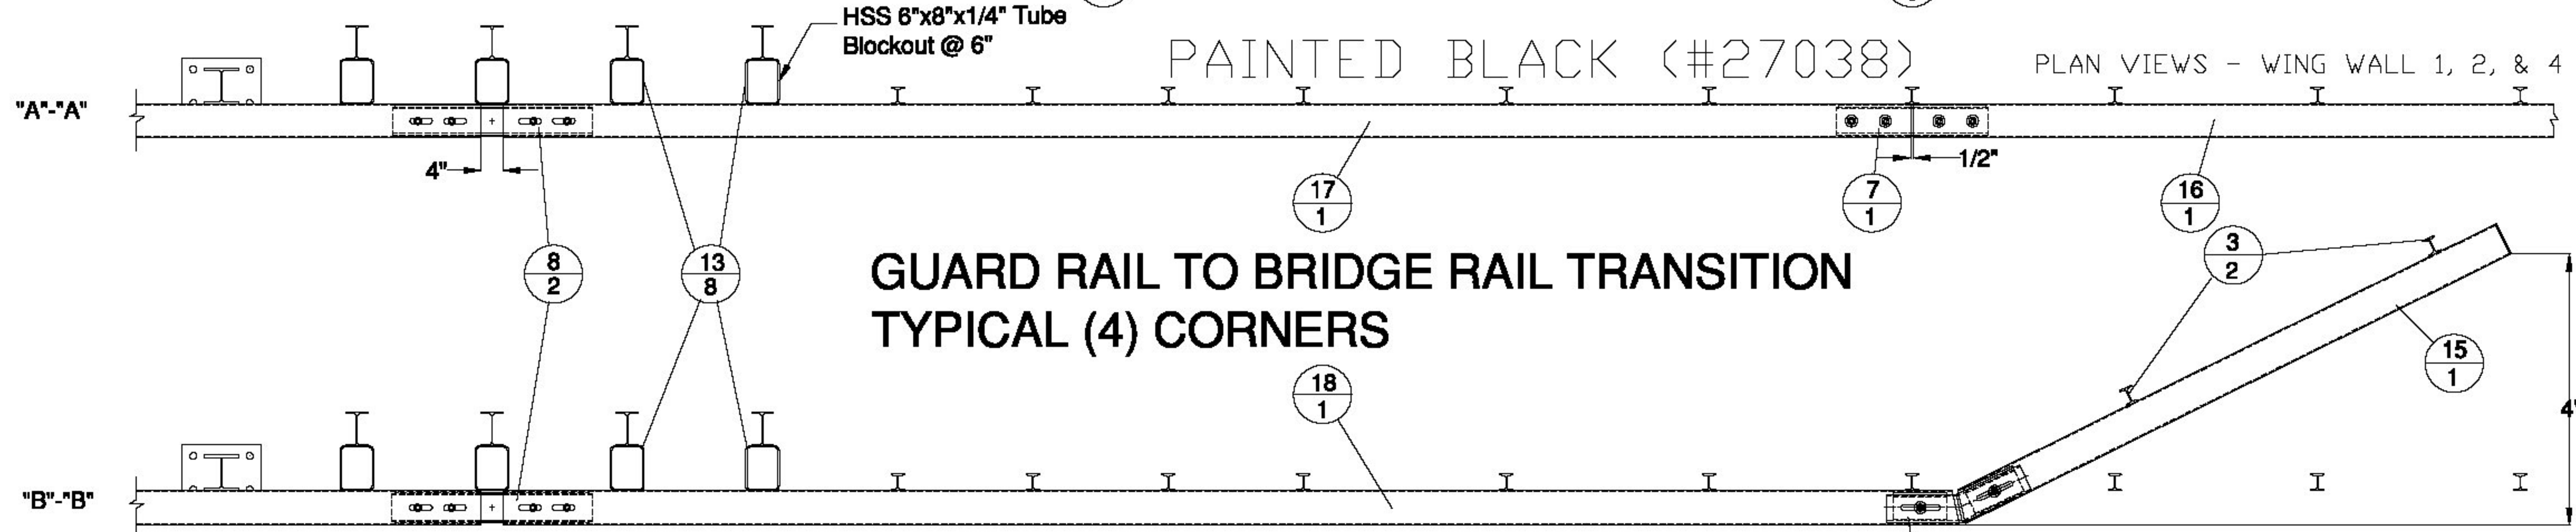 HSS 6"x8"x1/4" Tube
Blockout @ 6"
PAINTED BLACK (#27038)
PLAN VIEWS - WING WALL 1, 2, & 4
"A"-"A"
4"
1/2"
17
1
7
1
16
1
8
2
13
8
3
2
GUARD RAIL TO BRIDGE RAIL TRANSITION
TYPICAL (4) CORNERS
15
1
18
1
"B"-"B"